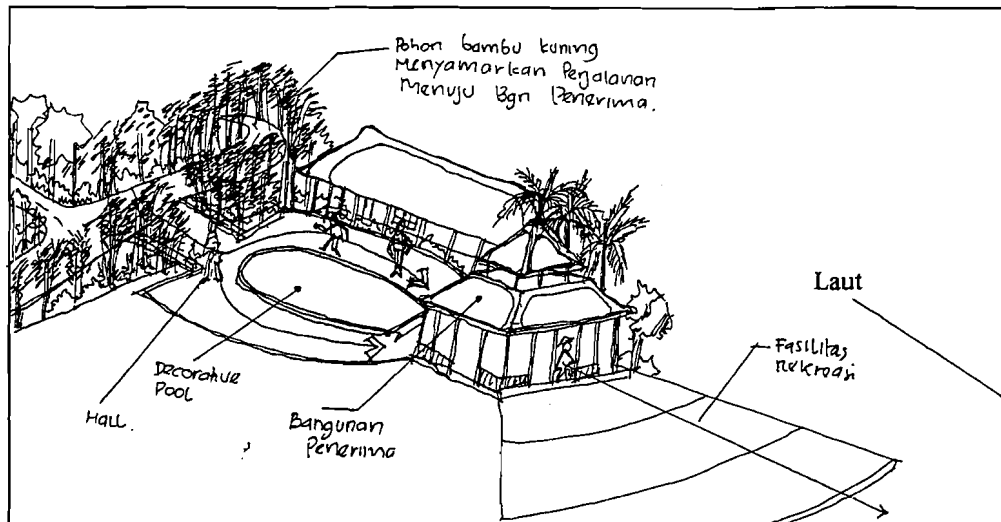 Pohon bambu kuning
Menyamarkan Perjalanan
Menuju Bgn Penerima.
Laut
Fasilitas
Rekreasi
Decorative
Pool
Hall.
Bangunan
Penerima